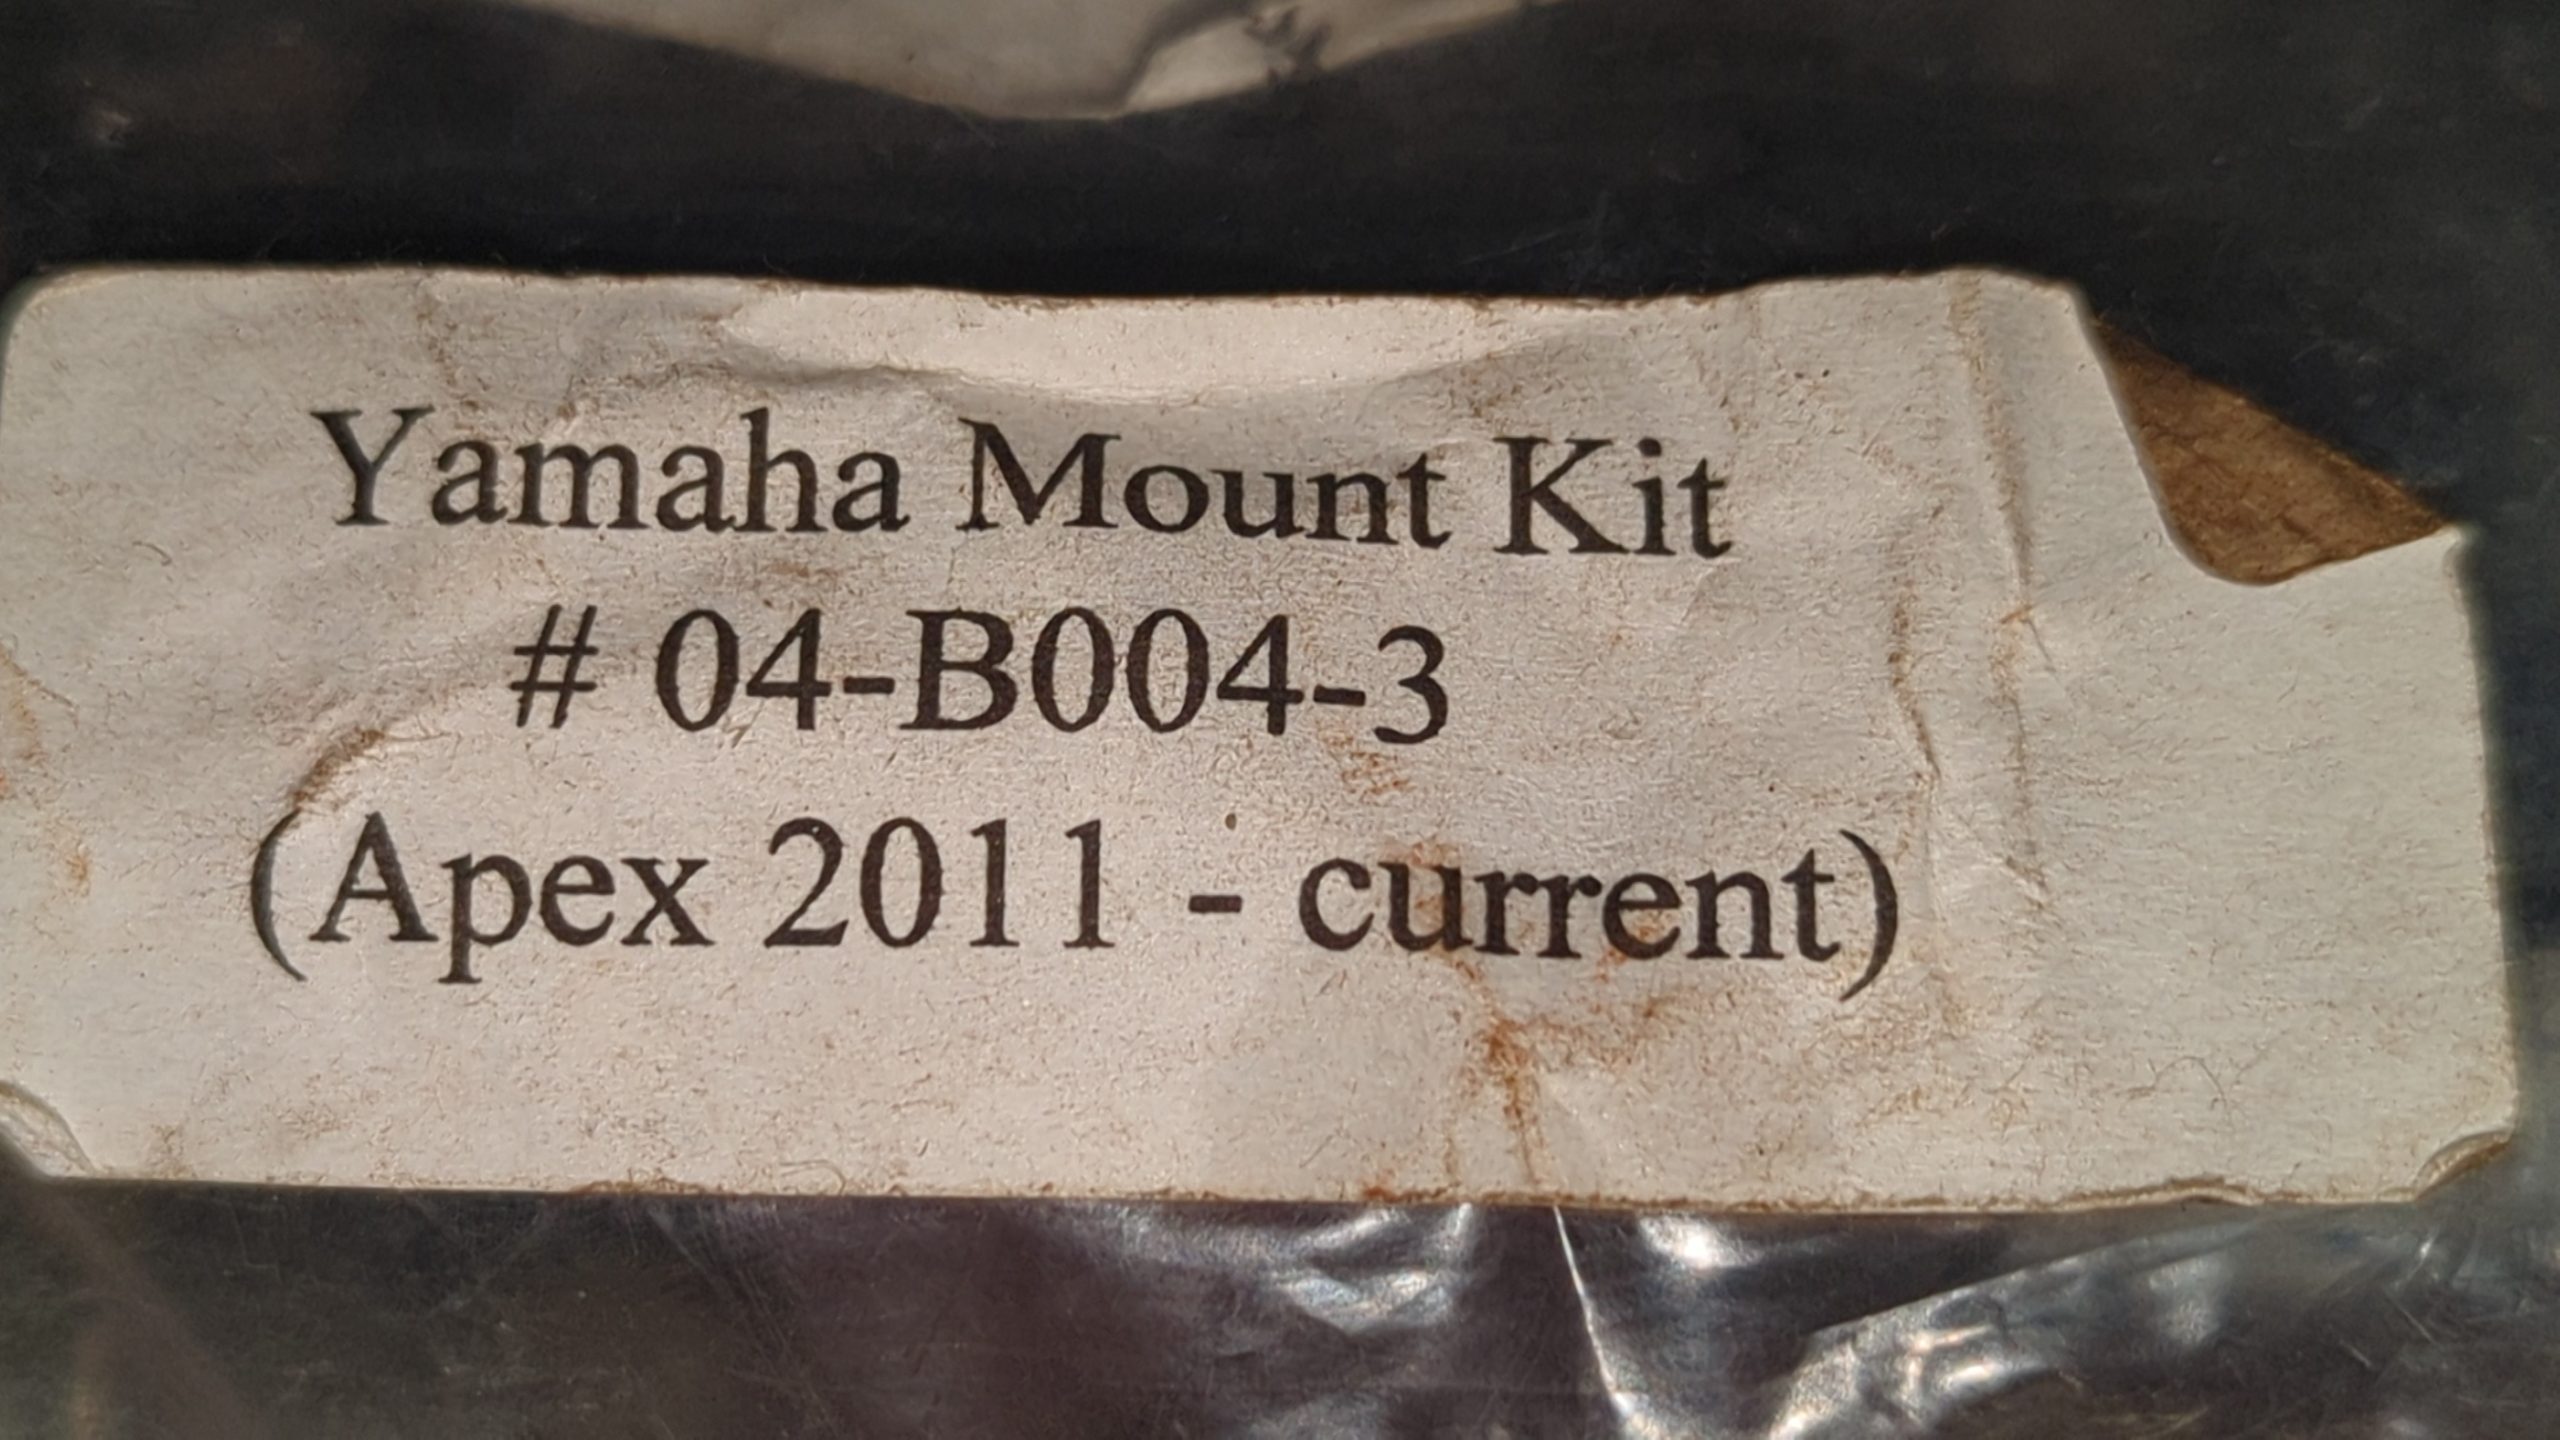 Yamaha Mount Kit
# 04-B004-3
(Apex 2011 - current)